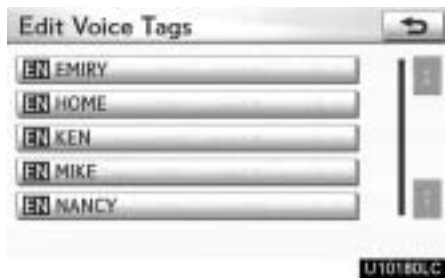 Edit Voice Tags
EN EMIRY
EN HOME
EN KEN
EN MIKE
EN NANCY
U10180LC